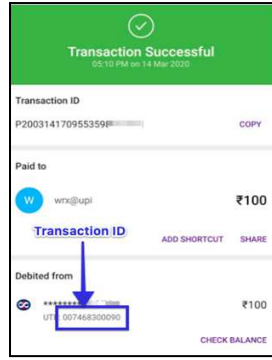 Transaction Successful
05:10 PM on 14 Mar 2020
Transaction ID
P200314170955359
COPY
Paid to
W
wrx@upi
₹100
Transaction ID
ADD SHORTCUT
SHARE
Debited from
₹100
007468300090
CHECK BALANCE